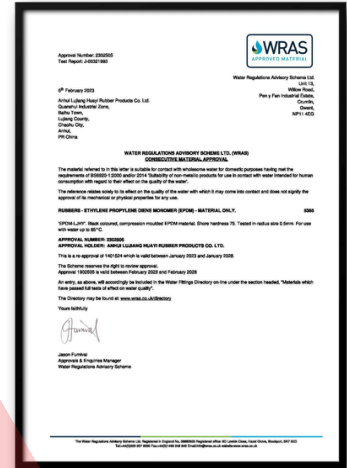 Approval Number: 2302505
Test Report: J-00321993
WRAS
APPROVED MATERIAL
Water Regulations Advisory Scheme Ltd.
Unit 13,
Willow Road,
Pen y Fan Industrial Estate,
Crumlin,
Gwent,
NP11 4EG
6th February 2023
Anhui Lujiang Huayi Rubber Products Co. Ltd.
Industrial Zone,
Baihu Town,
Lujiang County,
Chaohu City,
Anhui,
PR China
WATER REGULATIONS ADVISORY SCHEME LTD. (WRAS)
CONSECUTIVE MATERIAL APPROVAL
The material referred to in this letter is suitable for contact with wholesome water for domestic purposes having met the
requirements of BS6920-1:2000 and/or 2014 'Suitability of non-metallic products for use in contact with water intended for human
consumption with regard to their effect on the quality of the water'.
The reference relates solely to its effect on the quality of the water with which it may come into contact and does not signify the
approval of its mechanical or physical properties for any use.
RUBBERS - ETHYLENE PROPYLENE DIENE MONOMER (EPDM) - MATERIAL ONLY.
Black coloured, compression moulded EPDM material. Shore hardness 75. Tested in radius size 0.5mm. For use
with water up to
APPROVAL NUMBER:
APPROVAL HOLDER: ANHUI LUJIANG HUAYI RUBBER PRODUCTS CO. LTD.
This is a re-approval of 1401524 which is valid between January 2023 and January 2028
The Scheme reserves the right to review approval.
Approval is valid between February 2023 and February 2028
An entry, as above, will accordingly be included in the Water Fittings Directory on-line under the section headed, "Materials which
have passed full tests of effect on water quality".
The Directory may be found at: www.wras.co.uk/directory
Yours faithfully
Jason Furnival
Approvals & Enquiries Manager
Water Regulations Advisory Scheme